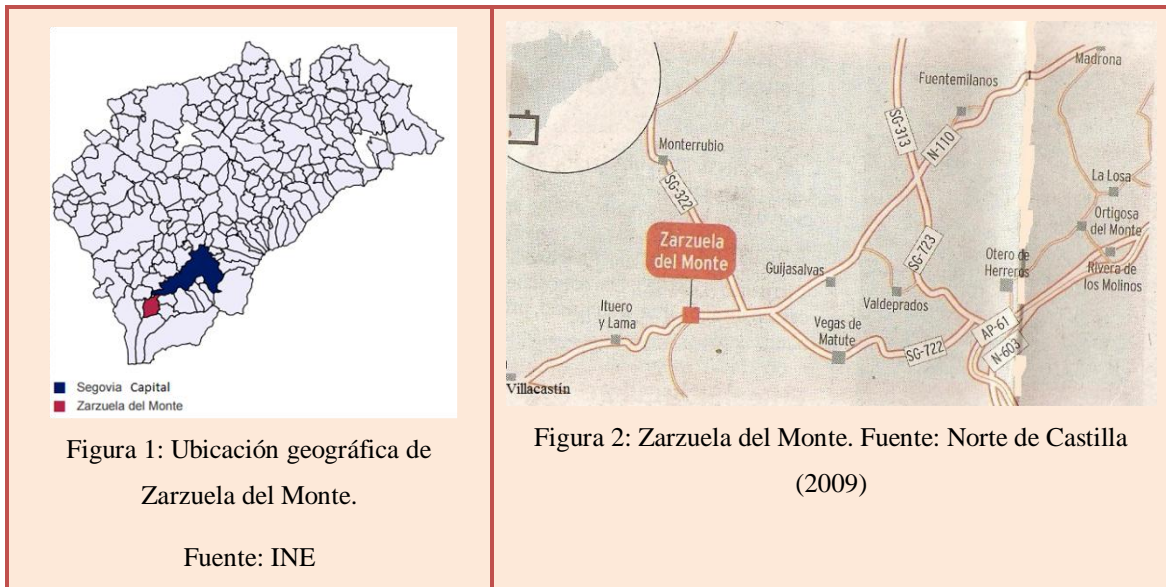 Segovia Capital
Zarzuela del Monte
Figura 1: Ubicación geográfica de
Zarzuela del Monte.
Fuente: INE
Madrona
Fuentemilanos
SG-313
N-110
Monterrubio
SG-322
La Losa
Zarzuela
del Monte
Ortigosa
del Monte
SG-723
Otero de
Herreros
Guijasalvas
Rivera de
los Molinos
Valdeprados
Ituero
y Lama
Vegas de
Matute
AP-61
SG-722
N-603
Villacastín
Figura 2: Zarzuela del Monte. Fuente: Norte de Castilla
(2009)